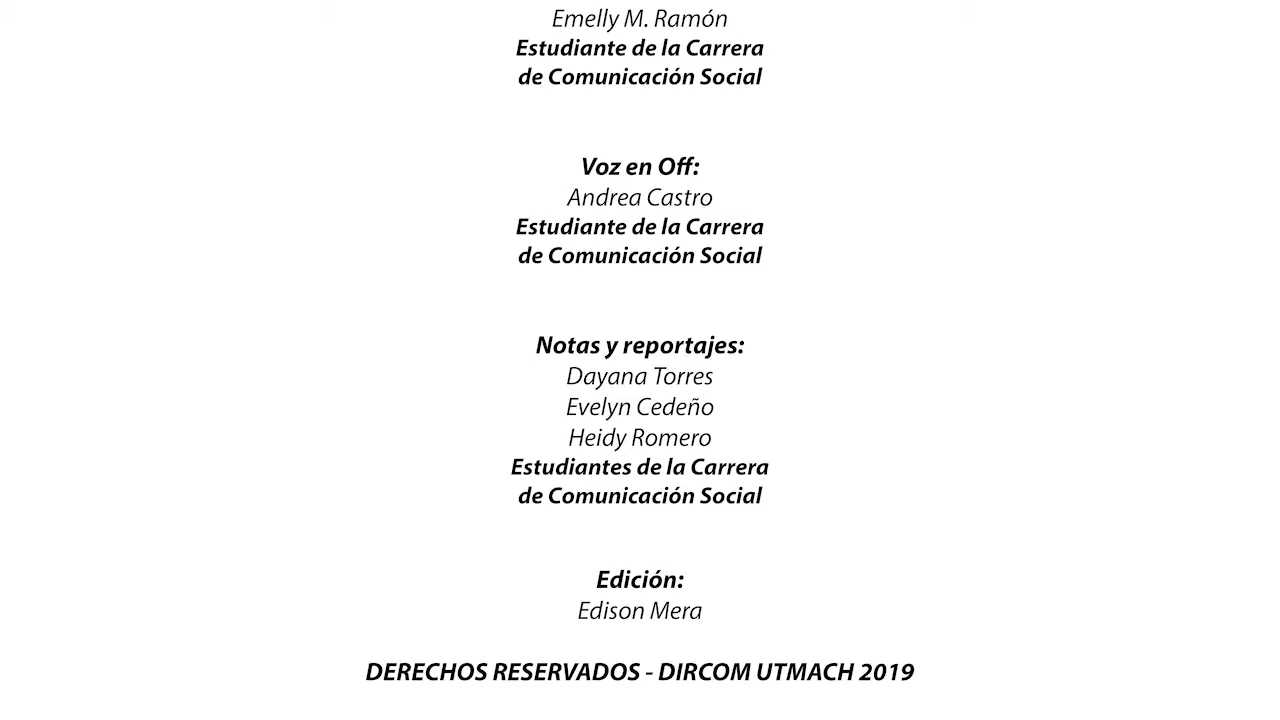 Emelly M. Ramón
Estudiante de la Carrera
de Comunicación Social
Voz en Off:
Andrea Castro
Estudiante de la Carrera
de Comunicación Social
Notas y reportajes:
Dayana Torres
Evelyn Cedeño
Heidy Romero
Estudiantes de la Carrera
de Comunicación Social
Edición:
Edison Mera
DERECHOS RESERVADOS - DIRCOM UTMACH 2019